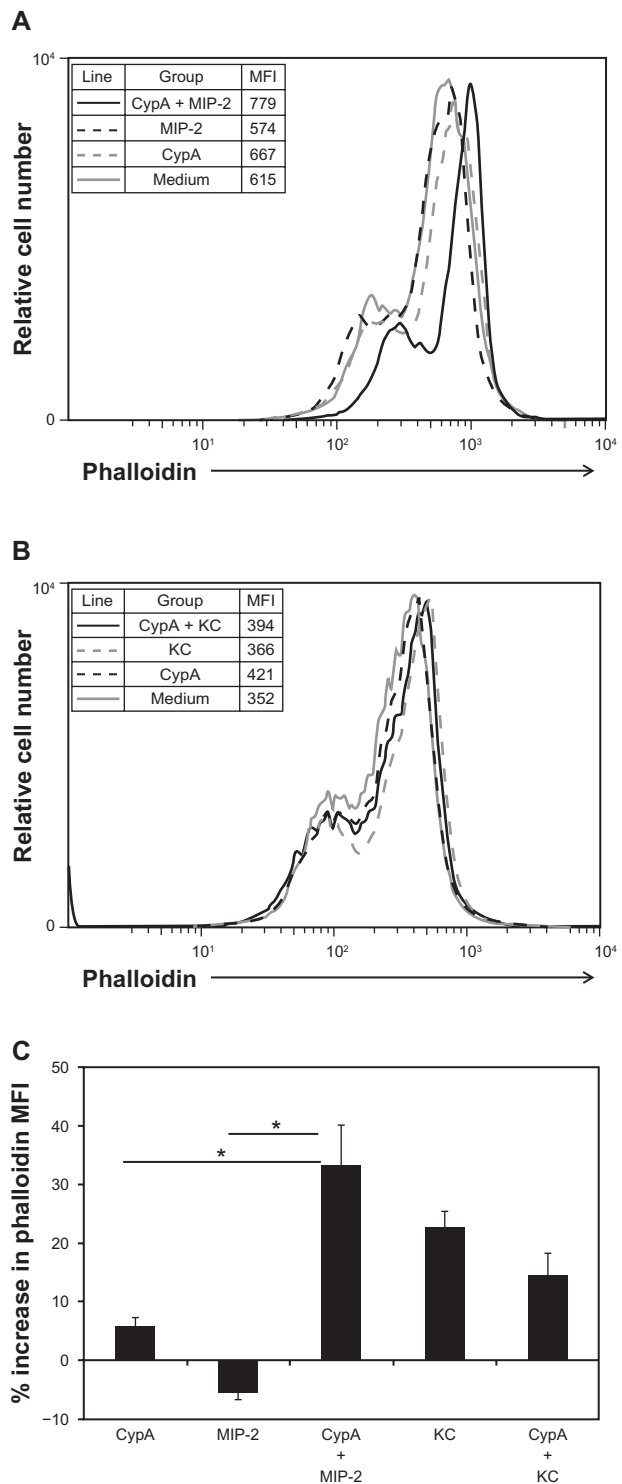 A
10⁴
Line Group MFI
CypA + MIP-2 779
MIP-2 574
CypA 667
Medium 615
Relative cell number
0
10¹ 10² 10³ 10⁴
Phalloidin
B
10⁴
Line Group MFI
CypA + KC 394
KC 366
CypA 421
Medium 352
Relative cell number
0
10¹ 10² 10³ 10⁴
Phalloidin
C
% increase in phalloidin MFI
50
40
30
20
10
0
−10
*
*
CypA MIP-2 CypA + MIP-2 KC CypA + KC